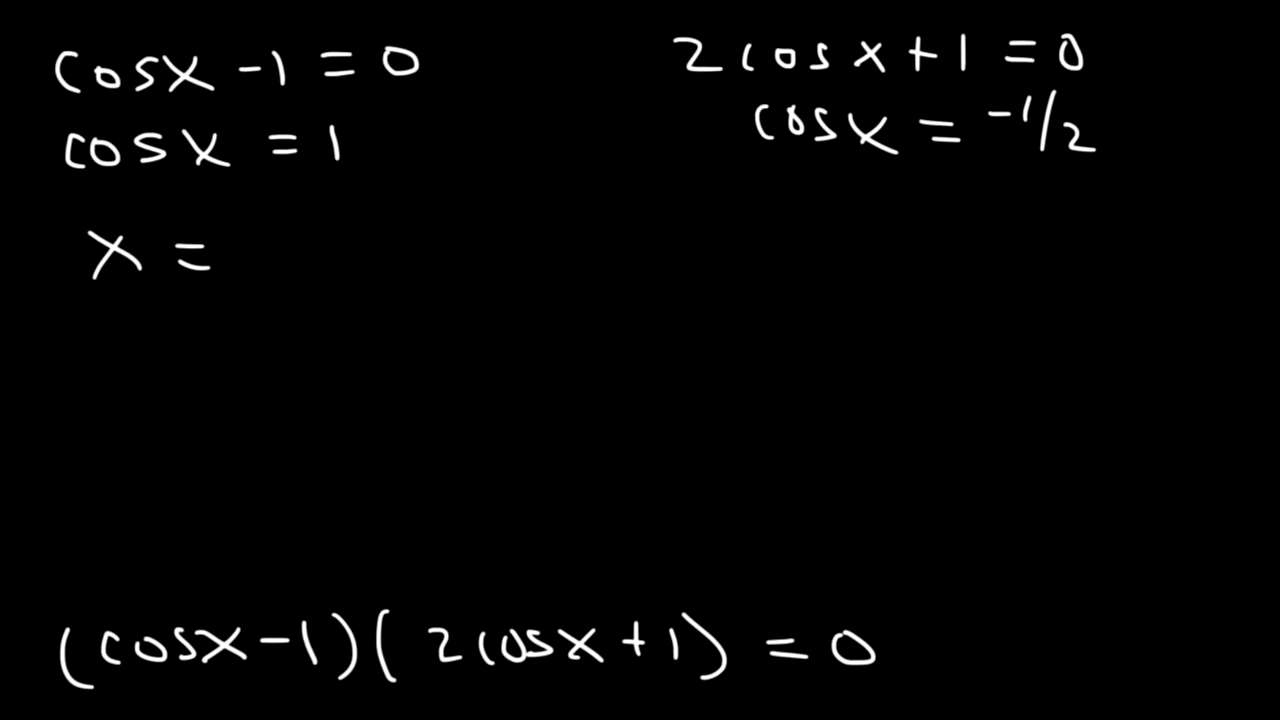 cosx -1 = 0
cosx = 1
x =
2cosx+1 = 0
cosx = -1/2
(cosx-1)(2cosx+1) = 0